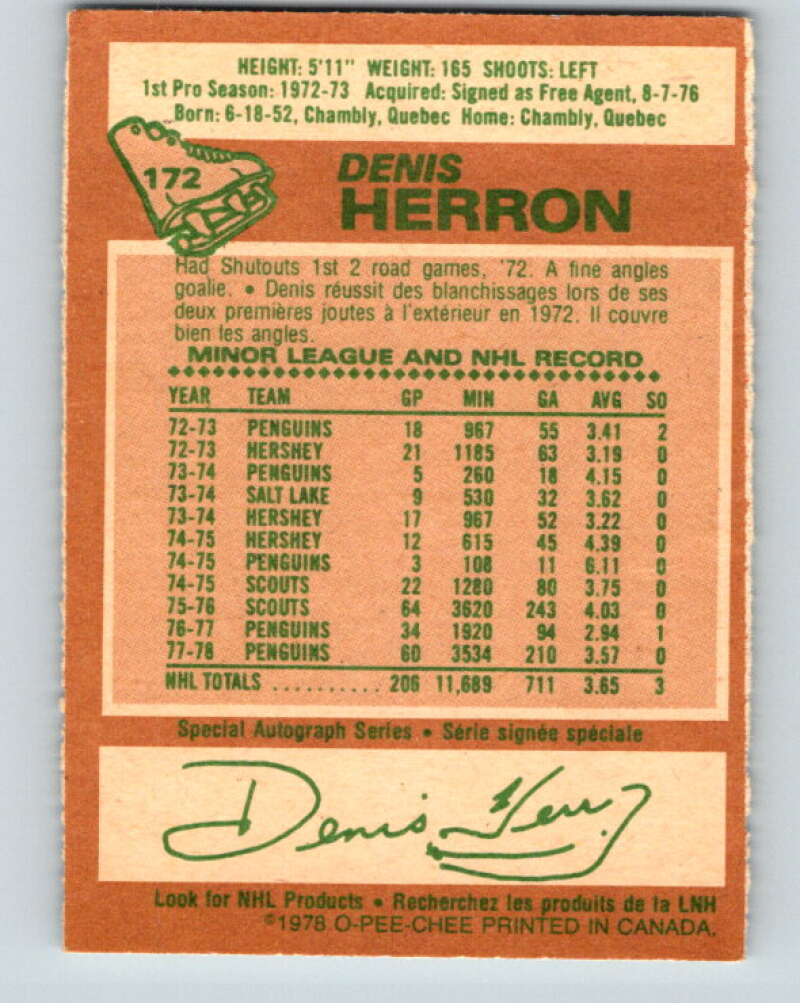 HEIGHT: 5'11" WEIGHT: 165 SHOOTS: LEFT
1st Pro Season: 1972-73 Acquired: Signed as Free Agent, 8-7-76
Born: 6-18-52, Chambly, Quebec Home: Chambly, Quebec
172
DENIS
HERRON
Had Shutouts 1st 2 road games, '72. A fine angles
goalie. • Denis réussit des blanchissages lors de ses
deux premières joutes à l'extérieur en 1972. Il couvre
bien les angles.
MINOR LEAGUE AND NHL RECORD
YEAR TEAM GP MIN GA AVG SO
72-73 PENGUINS 18 967 55 3.41 2
72-73 HERSHEY 21 1185 63 3.19 0
73-74 PENGUINS 5 260 18 4.15 0
73-74 SALT LAKE 9 530 32 3.62 0
73-74 HERSHEY 17 967 52 3.22 0
74-75 HERSHEY 12 615 45 4.39 0
74-75 PENGUINS 3 108 11 6.11 0
74-75 SCOUTS 22 1280 80 3.75 0
75-76 SCOUTS 64 3620 243 4.03 0
76-77 PENGUINS 34 1920 94 2.94 1
77-78 PENGUINS 60 3534 210 3.57 0
NHL TOTALS .......... 206 11,689 711 3.65 3
Special Autograph Series • Série signée spéciale
Denis Herron
Look for NHL Products • Recherchez les produits de la LNH
©1978 O-PEE-CHEE PRINTED IN CANADA.